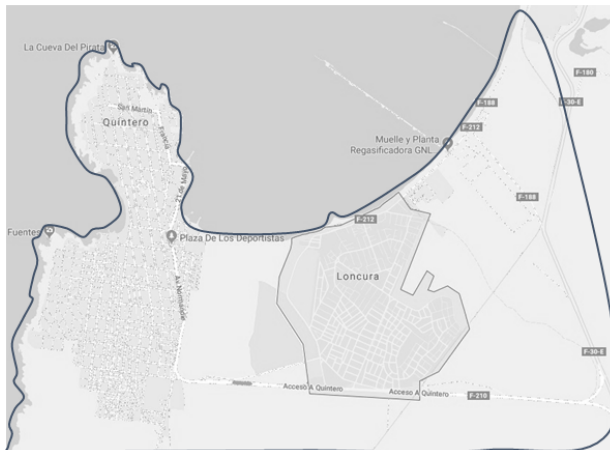 La Cueva Del Pirata
San Martín
Quintero
Francia
21 de Mayo
Fuentes
Plaza De Los Deportistas
Av Normandie
F-180
F-30-E
F-188
F-212
Muelle y Planta
Regasificadora GNL
F-188
F-212
Loncura
F-30-E
Acceso A Quintero
Acceso A Quintero
F-210